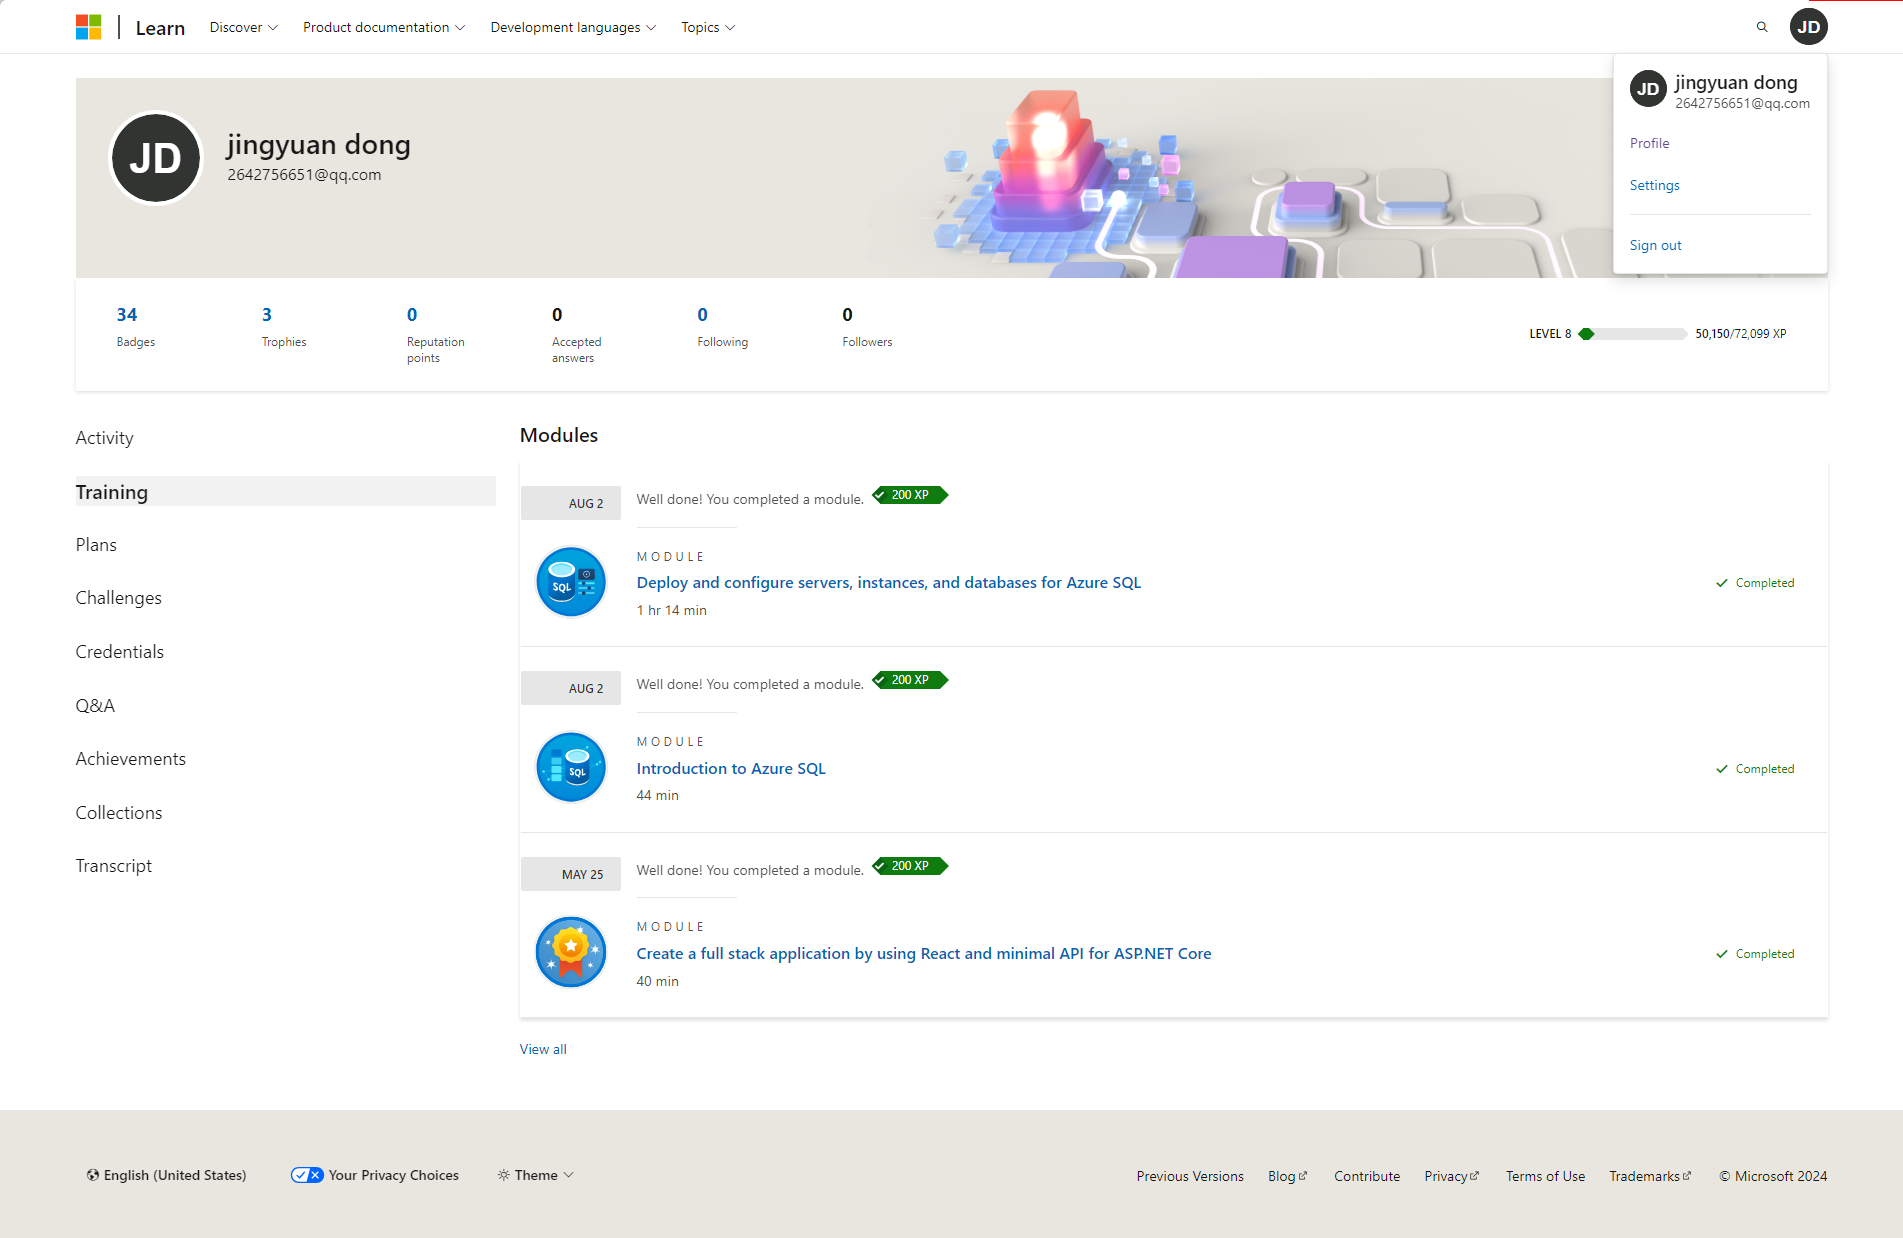 Learn Discover Product documentation Development languages Topics JD
JD jingyuan dong
2642756651@qq.com
Profile
Settings
Sign out
JD
jingyuan dong
2642756651@qq.com
34 3 0 0 0 0
Badges Trophies Reputation points Accepted answers Following Followers
LEVEL 8 50,150/72,099 XP
Activity
Training
Plans
Challenges
Credentials
Q&A
Achievements
Collections
Transcript
Modules
AUG 2 Well done! You completed a module. 200 XP
MODULE
SQL
Deploy and configure servers, instances, and databases for Azure SQL Completed
1 hr 14 min
AUG 2 Well done! You completed a module. 200 XP
MODULE
SQL
Introduction to Azure SQL Completed
44 min
MAY 25 Well done! You completed a module. 200 XP
MODULE
Create a full stack application by using React and minimal API for ASP.NET Core Completed
40 min
View all
English (United States) Your Privacy Choices Theme Previous Versions Blog Contribute Privacy Terms of Use Trademarks © Microsoft 2024